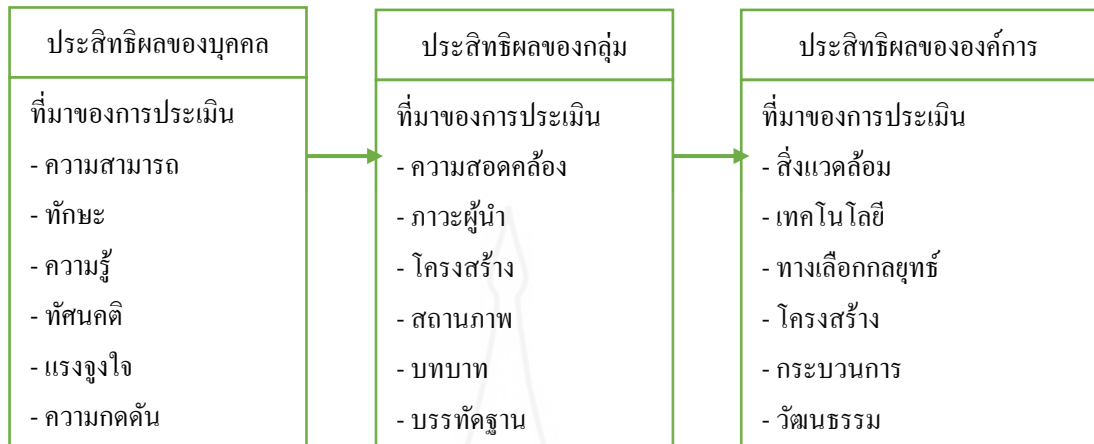 ประสิทธิผลของบุคคล
ที่มาของการประเมิน
- ความสามารถ
- ทักษะ
- ความรู้
- ทัศนคติ
- แรงจูงใจ
- ความกดดัน
ประสิทธิผลของกลุ่ม
ที่มาของการประเมิน
- ความสอดคล้อง
- ภาวะผู้นำ
- โครงสร้าง
- สถานภาพ
- บทบาท
- บรรทัดฐาน
ประสิทธิผลขององค์การ
ที่มาของการประเมิน
- สิ่งแวดล้อม
- เทคโนโลยี
- ทางเลือกกลยุทธ์
- โครงสร้าง
- กระบวนการ
- วัฒนธรรม